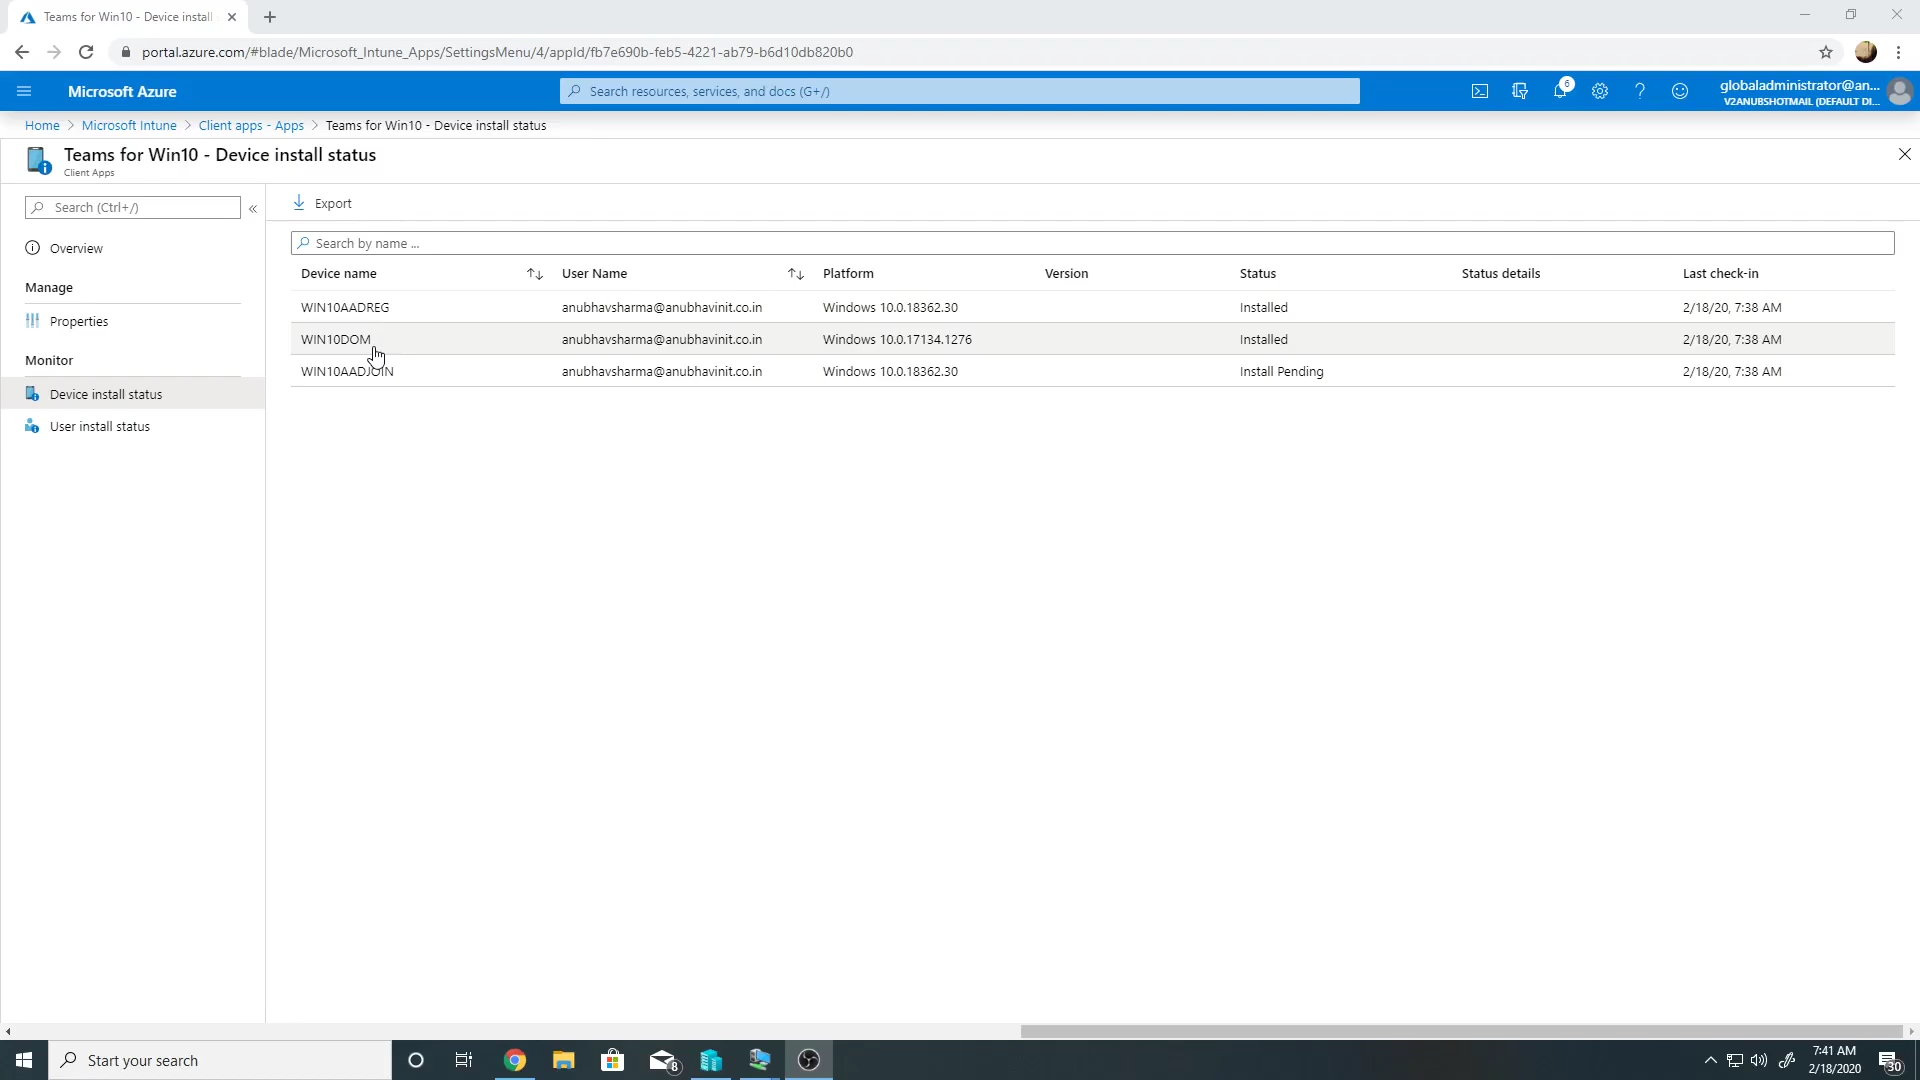 Teams for Win10 - Device install
portal.azure.com/#blade/Microsoft_Intune_Apps/SettingsMenu/4/appId/fb7e690b-feb5-4221-ab79-b6d10db820b0
Microsoft Azure
Search resources, services, and docs (G+/)
6
globaladministrator@an...
V2ANUBSHOTMAIL (DEFAULT DI...
Home > Microsoft Intune > Client apps - Apps > Teams for Win10 - Device install status
Teams for Win10 - Device install status
Client Apps
Search (Ctrl+/)
«
Export
Overview
Search by name ...
Manage
Properties
Monitor
Device install status
User install status
Device name User Name Platform Version Status Status details Last check-in
WIN10AADREG anubhavsharma@anubhavinit.co.in Windows 10.0.18362.30 Installed 2/18/20, 7:38 AM
WIN10DOM anubhavsharma@anubhavinit.co.in Windows 10.0.17134.1276 Installed 2/18/20, 7:38 AM
WIN10AADJOIN anubhavsharma@anubhavinit.co.in Windows 10.0.18362.30 Install Pending 2/18/20, 7:38 AM
Start your search
8
7:41 AM
2/18/2020
30